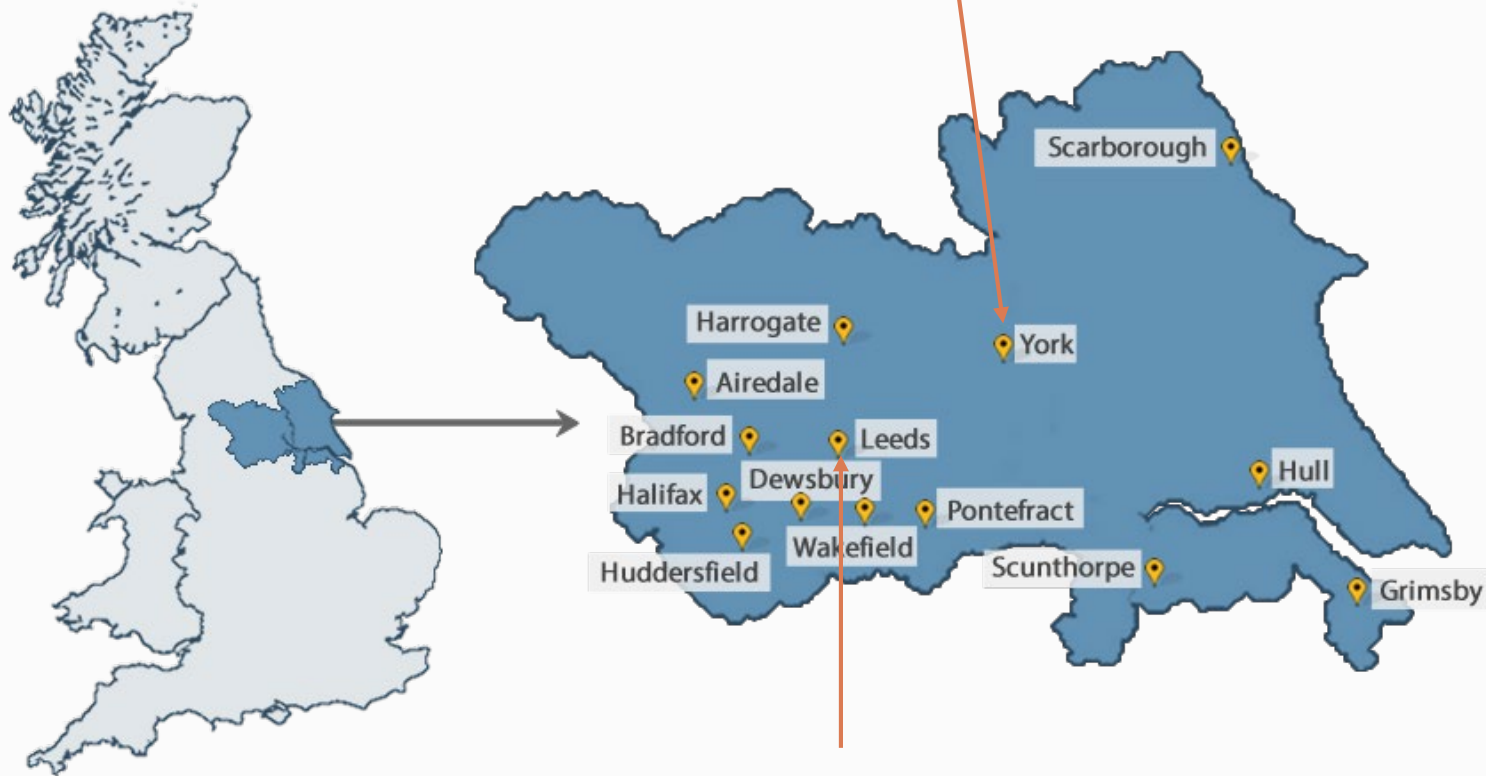 Scarborough
Harrogate
York
Airedale
Bradford
Leeds
Dewsbury
Halifax
Hull
Pontefract
Wakefield
Huddersfield
Scunthorpe
Grimsby